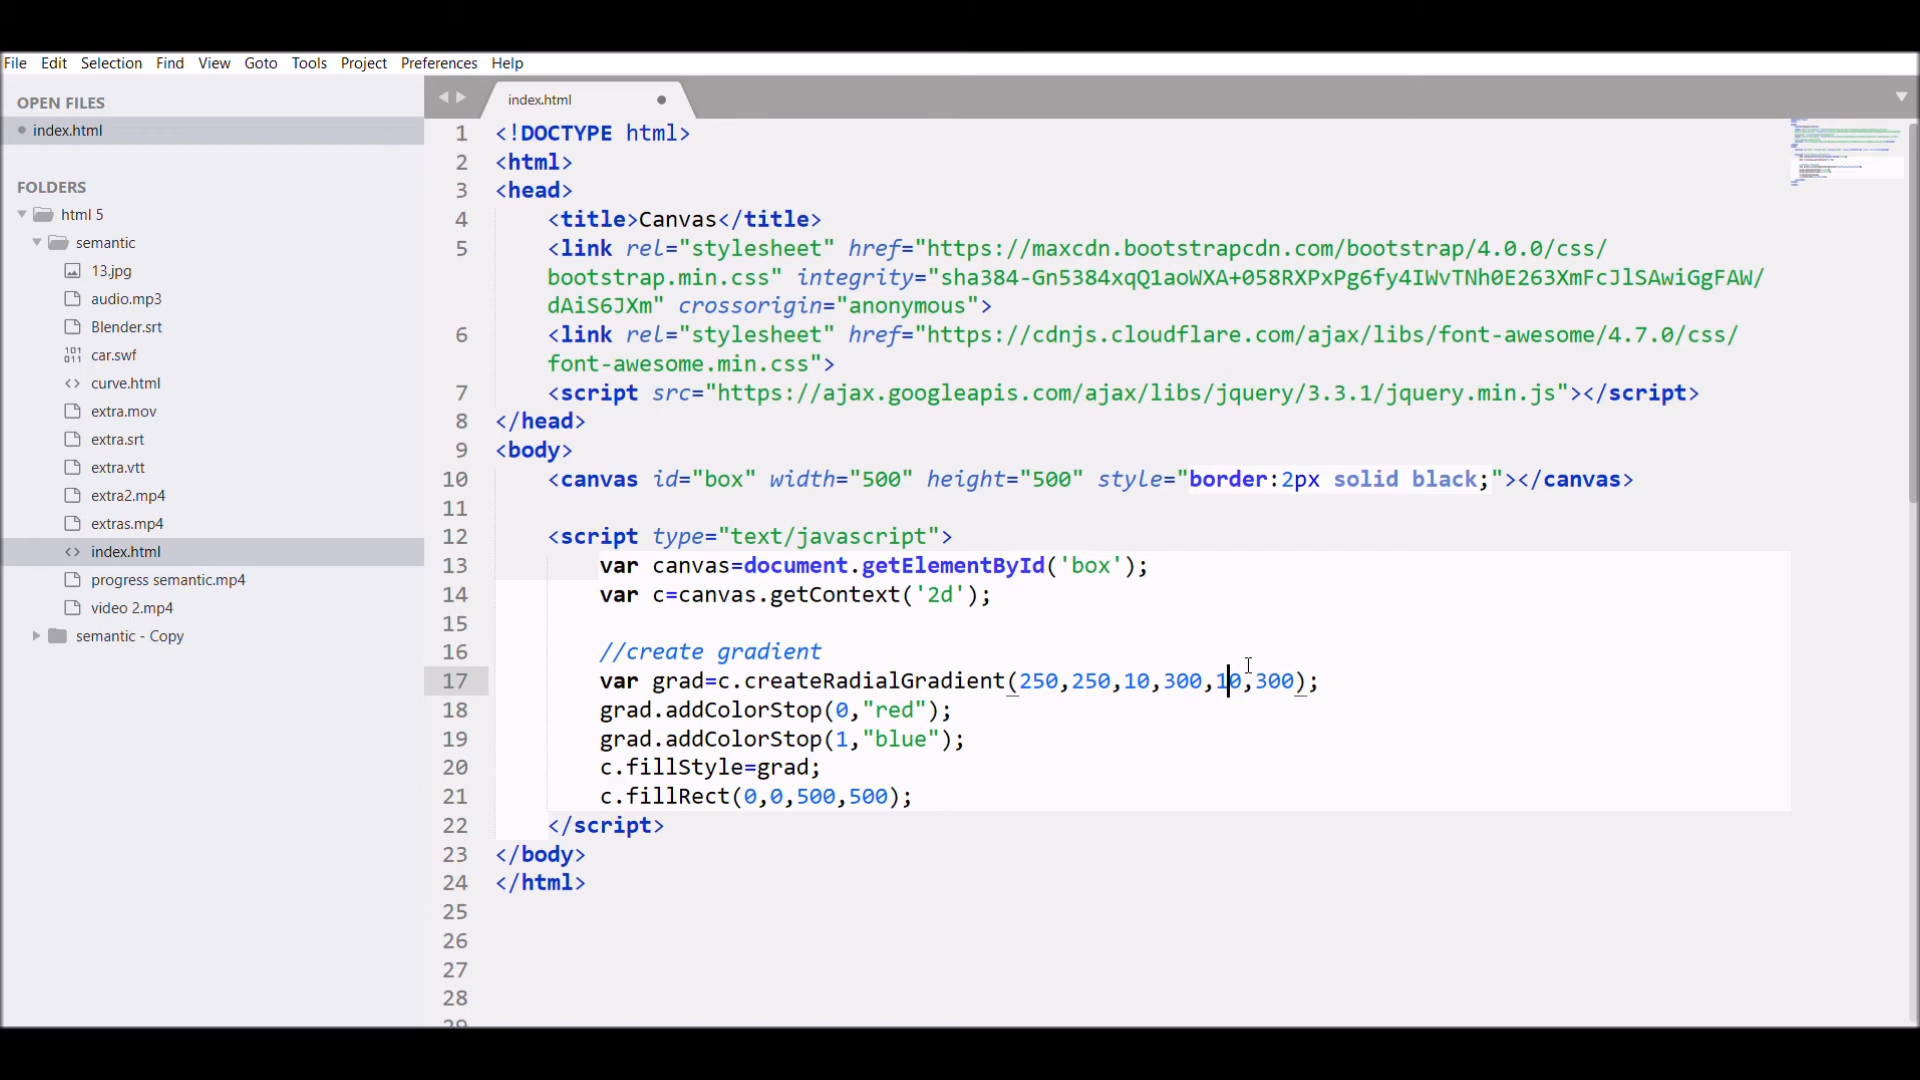 File Edit Selection Find View Goto Tools Project Preferences Help
OPEN FILES
index.html
FOLDERS
html 5
semantic
13.jpg
audio.mp3
Blender.srt
car.swf
curve.html
extra.mov
extra.srt
extra.vtt
extra2.mp4
extras.mp4
index.html
progress semantic.mp4
video 2.mp4
semantic - Copy
index.html
1 <!DOCTYPE html>
2 <html>
3 <head>
4 <title>Canvas</title>
5 <link rel="stylesheet" href="https://maxcdn.bootstrapcdn.com/bootstrap/4.0.0/css/
bootstrap.min.css" integrity="sha384-Gn5384xqQ1aoWXA+058RXPxPg6fy4IWvTNh0E263XmFcJlSAwiGgFAW/
dAiS6JXm" crossorigin="anonymous">
6 <link rel="stylesheet" href="https://cdnjs.cloudflare.com/ajax/libs/font-awesome/4.7.0/css/
font-awesome.min.css">
7 <script src="https://ajax.googleapis.com/ajax/libs/jquery/3.3.1/jquery.min.js"></script>
8 </head>
9 <body>
10 <canvas id="box" width="500" height="500" style="border:2px solid black;"></canvas>
11
12 <script type="text/javascript">
13 var canvas=document.getElementById('box');
14 var c=canvas.getContext('2d');
15
16 //create gradient
17 var grad=c.createRadialGradient(250,250,10,300,10,300);
18 grad.addColorStop(0,"red");
19 grad.addColorStop(1,"blue");
20 c.fillStyle=grad;
21 c.fillRect(0,0,500,500);
22 </script>
23 </body>
24 </html>
25
26
27
28